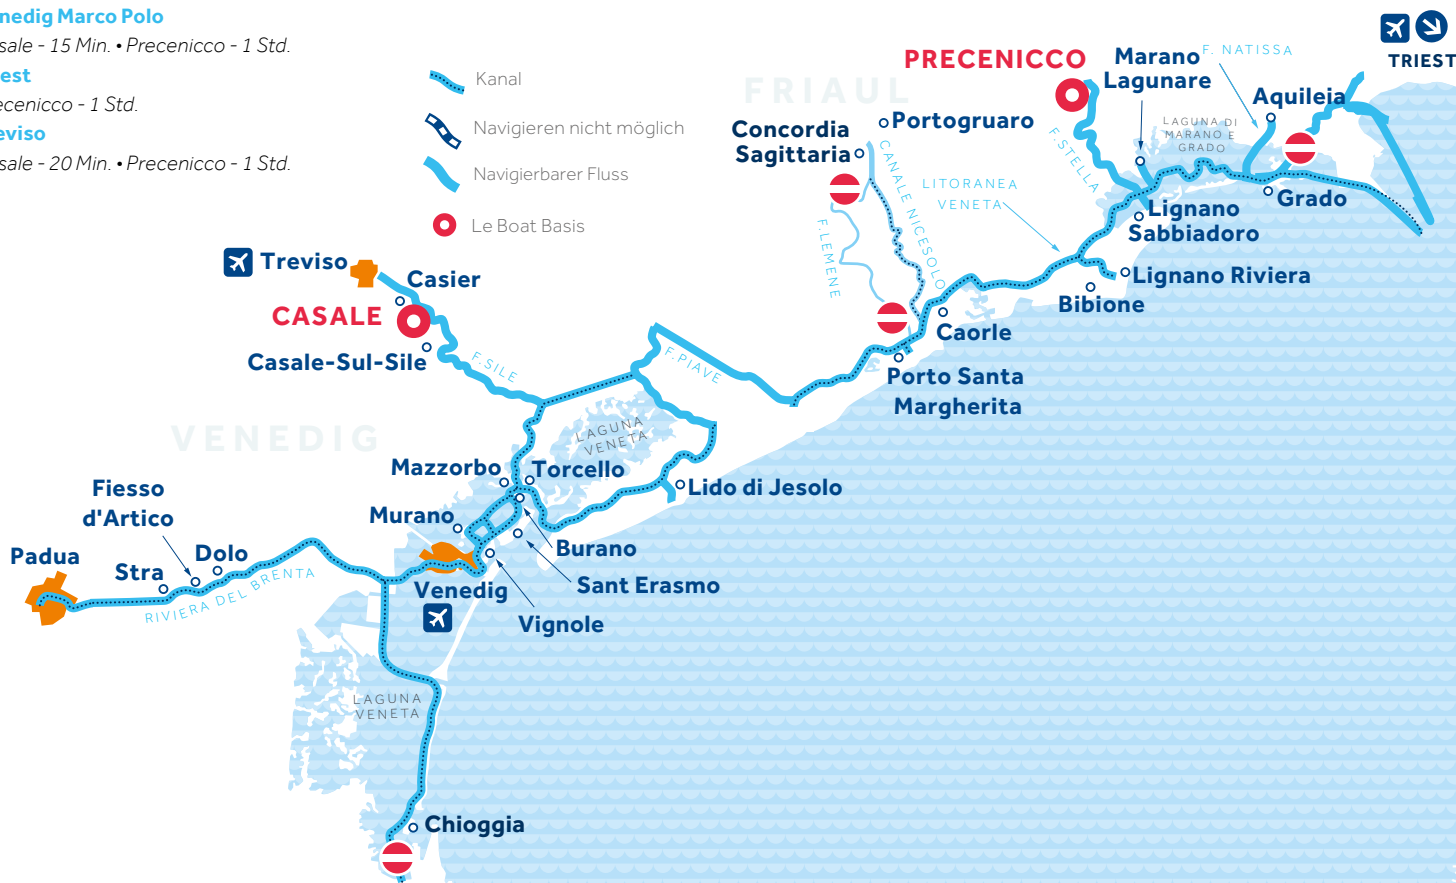 nedig Marco Polo
sale - 15 Min. • Precenicco - 1 Std.
est
ecenicco - 1 Std.
eviso
sale - 20 Min. • Precenicco - 1 Std.
Kanal
Navigieren nicht möglich
Navigierbarer Fluss
Le Boat Basis
FRIAUL
VENEDIG
PRECENICCO
Marano
Lagunare
F. NATISSA
TRIEST
Aquileia
LAGUNA DI
MARANO E
GRADO
Concordia
Sagittaria
Portogruaro
CANALE NICESOLO
F. LEMENE
LITORANEA
VENETA
F. STELLA
Grado
Lignano
Sabbiadoro
Lignano Riviera
Bibione
Caorle
Porto Santa
Margherita
Treviso
Casier
CASALE
Casale-Sul-Sile
F. SILE
F. PIAVE
LAGUNA
VENETA
Mazzorbo
Torcello
Lido di Jesolo
Murano
Burano
Sant Erasmo
Vignole
Venedig
Fiesso
d'Artico
Padua
Stra
Dolo
RIVIERA DEL BRENTA
LAGUNA
VENETA
Chioggia